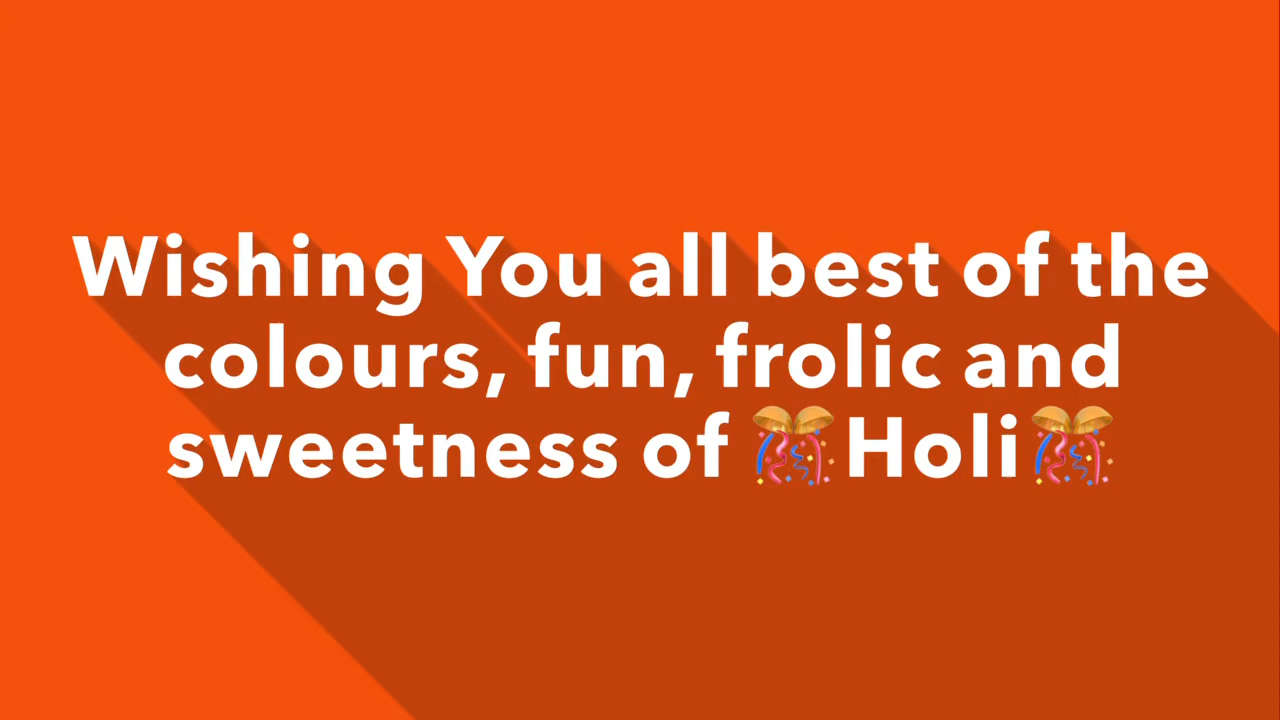 Wishing You all best of the
colours, fun, frolic and
sweetness of 🎊Holi🎊